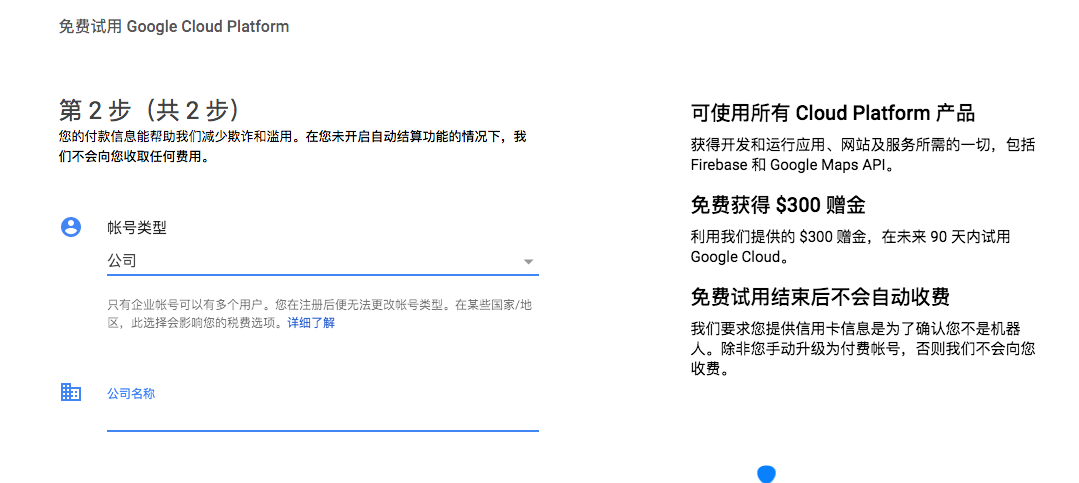 免费试用 Google Cloud Platform
第 2 步（共 2 步）
您的付款信息能帮助我们减少欺诈和滥用。在您未开启自动结算功能的情况下，我
们不会向您收取任何费用。
帐号类型
公司
只有企业帐号可以有多个用户。您在注册后便无法更改帐号类型。在某些国家/地
区，此选择会影响您的税费选项。详细了解
公司名称
可使用所有 Cloud Platform 产品
获得开发和运行应用、网站及服务所需的一切，包括
Firebase 和 Google Maps API。
免费获得 $300 赠金
利用我们提供的 $300 赠金，在未来 90 天内试用
Google Cloud。
免费试用结束后不会自动收费
我们要求您提供信用卡信息是为了确认您不是机器
人。除非您手动升级为付费帐号，否则我们不会向您
收费。